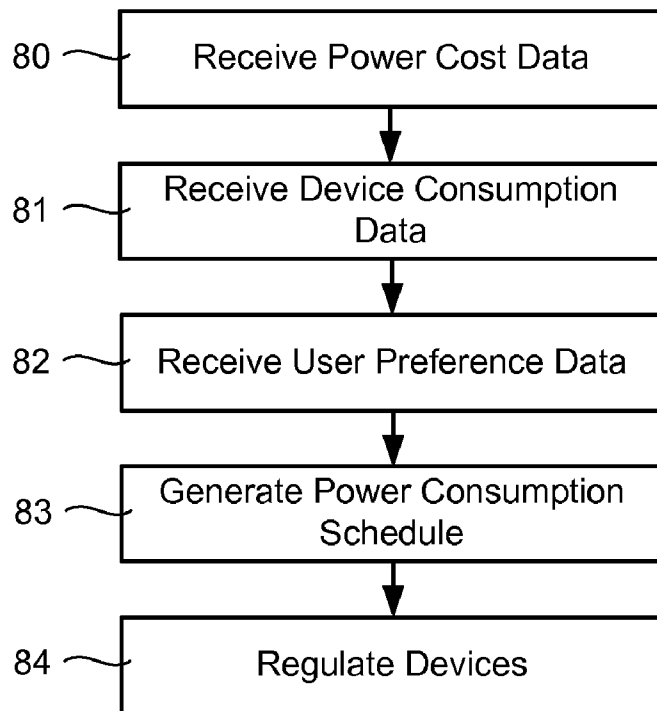 80
Receive Power Cost Data
81
Receive Device Consumption
Data
82
Receive User Preference Data
83
Generate Power Consumption
Schedule
84
Regulate Devices